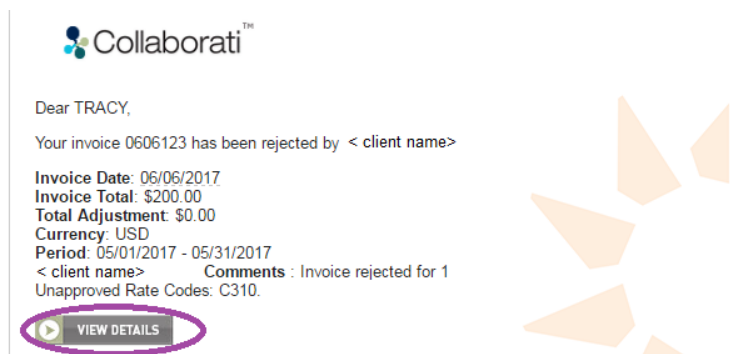 Collaborati™
Dear TRACY,
Your invoice 0606123 has been rejected by < client name>
Invoice Date: 06/06/2017
Invoice Total: $200.00
Total Adjustment: $0.00
Currency: USD
Period: 05/01/2017 - 05/31/2017
< client name> Comments : Invoice rejected for 1
Unapproved Rate Codes: C310.
VIEW DETAILS